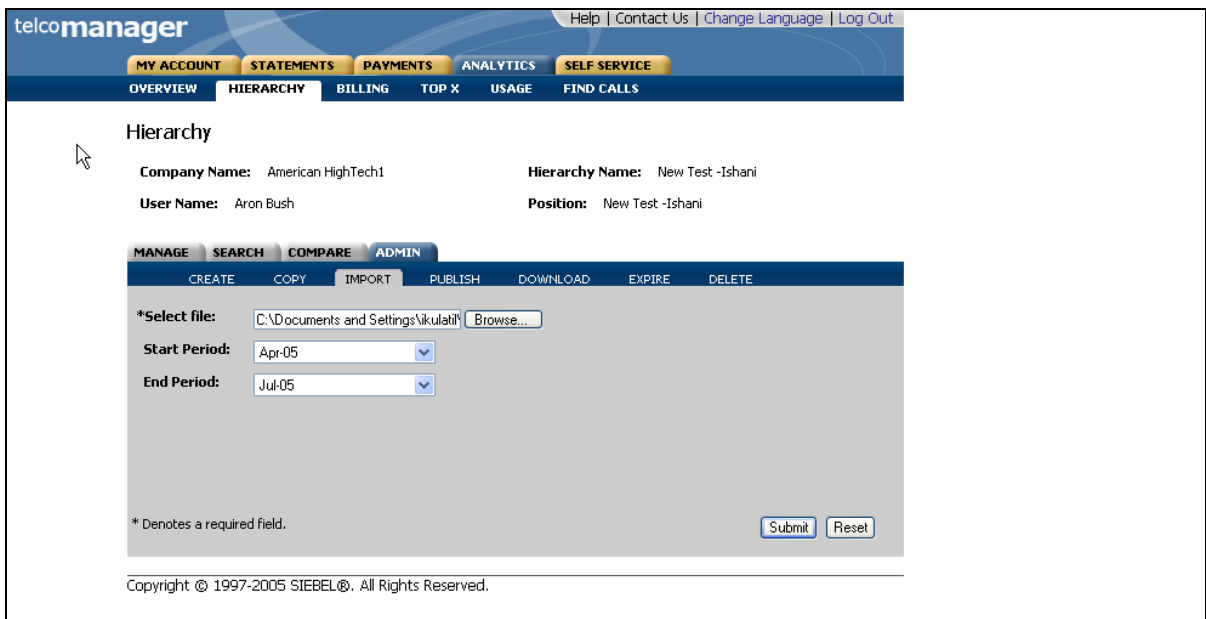 telcomanager
Help | Contact Us | Change Language | Log Out
MY ACCOUNT STATEMENTS PAYMENTS ANALYTICS SELF SERVICE
OVERVIEW HIERARCHY BILLING TOP X USAGE FIND CALLS
Hierarchy
Company Name: American HighTech1 Hierarchy Name: New Test -Ishani
User Name: Aron Bush Position: New Test -Ishani
MANAGE SEARCH COMPARE ADMIN
CREATE COPY IMPORT PUBLISH DOWNLOAD EXPIRE DELETE
*Select file: C:\Documents and Settings\ikulatil\ Browse...
Start Period: Apr-05
End Period: Jul-05
* Denotes a required field. Submit Reset
Copyright © 1997-2005 SIEBEL®. All Rights Reserved.